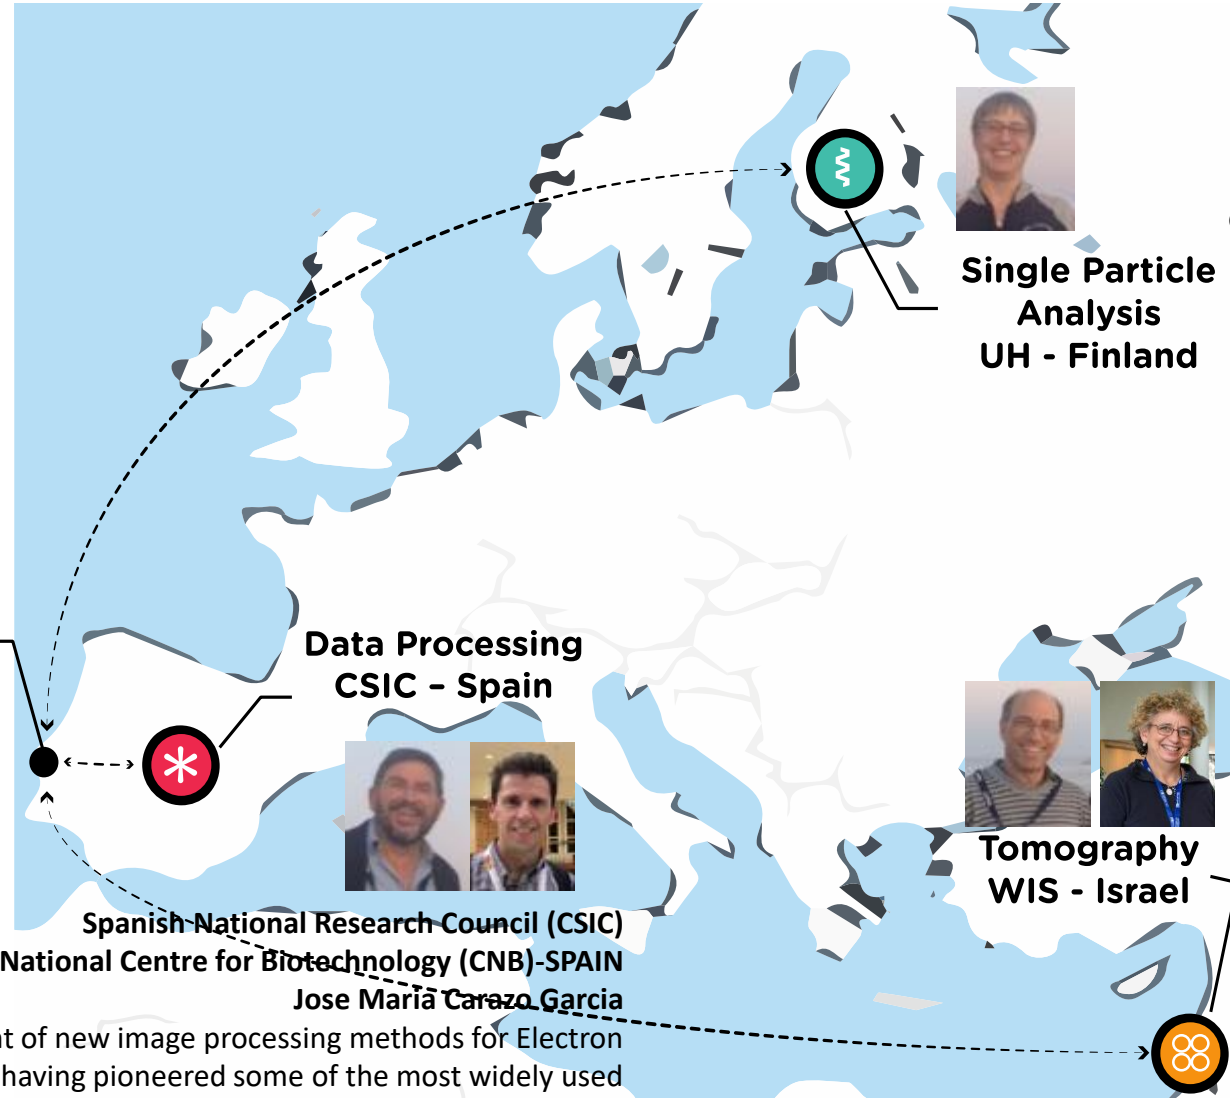 Single Particle
Analysis
UH - Finland
Data Processing
CSIC – Spain
Tomography
WIS - Israel
Spanish National Research Council (CSIC)
National Centre for Biotechnology (CNB)-SPAIN
Jose Maria Carazo Garcia
of new image processing methods for Electron
having pioneered some of the most widely used